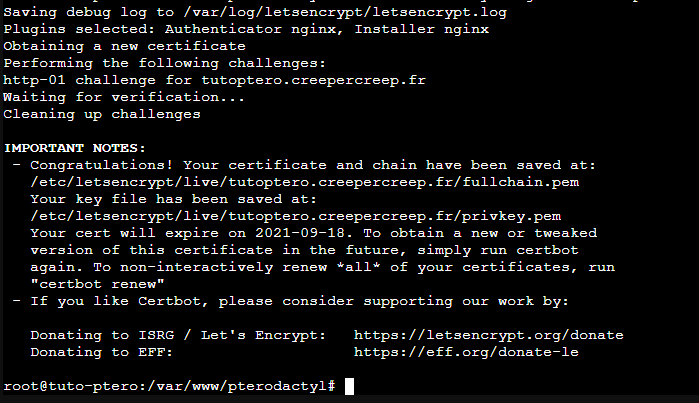 Saving debug log to /var/log/letsencrypt/letsencrypt.log
Plugins selected: Authenticator nginx, Installer nginx
Obtaining a new certificate
Performing the following challenges:
http-01 challenge for tutoptero.creepercreep.fr
Waiting for verification...
Cleaning up challenges
IMPORTANT NOTES:
- Congratulations! Your certificate and chain have been saved at:
/etc/letsencrypt/live/tutoptero.creepercreep.fr/fullchain.pem
Your key file has been saved at:
/etc/letsencrypt/live/tutoptero.creepercreep.fr/privkey.pem
Your cert will expire on 2021-09-18. To obtain a new or tweaked
version of this certificate in the future, simply run certbot
again. To non-interactively renew *all* of your certificates, run
"certbot renew"
- If you like Certbot, please consider supporting our work by:
Donating to ISRG / Let's Encrypt:   https://letsencrypt.org/donate
Donating to EFF:                    https://eff.org/donate-le
root@tuto-ptero:/var/www/pterodactyl#